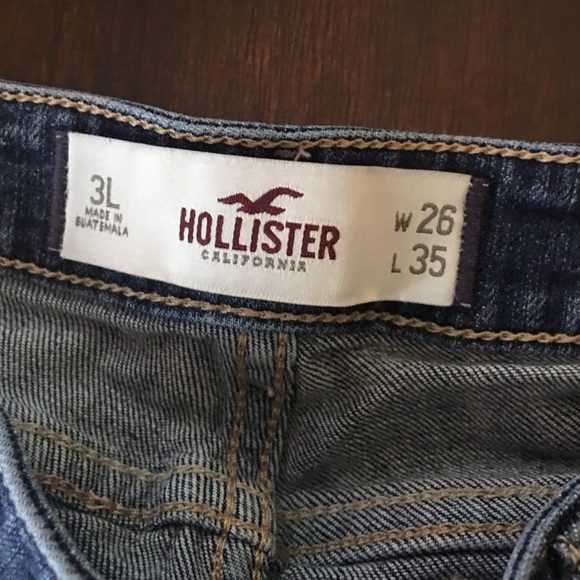 3L
MADE IN
GUATEMALA
HOLLISTER
CALIFORNIA
W 26
L 35